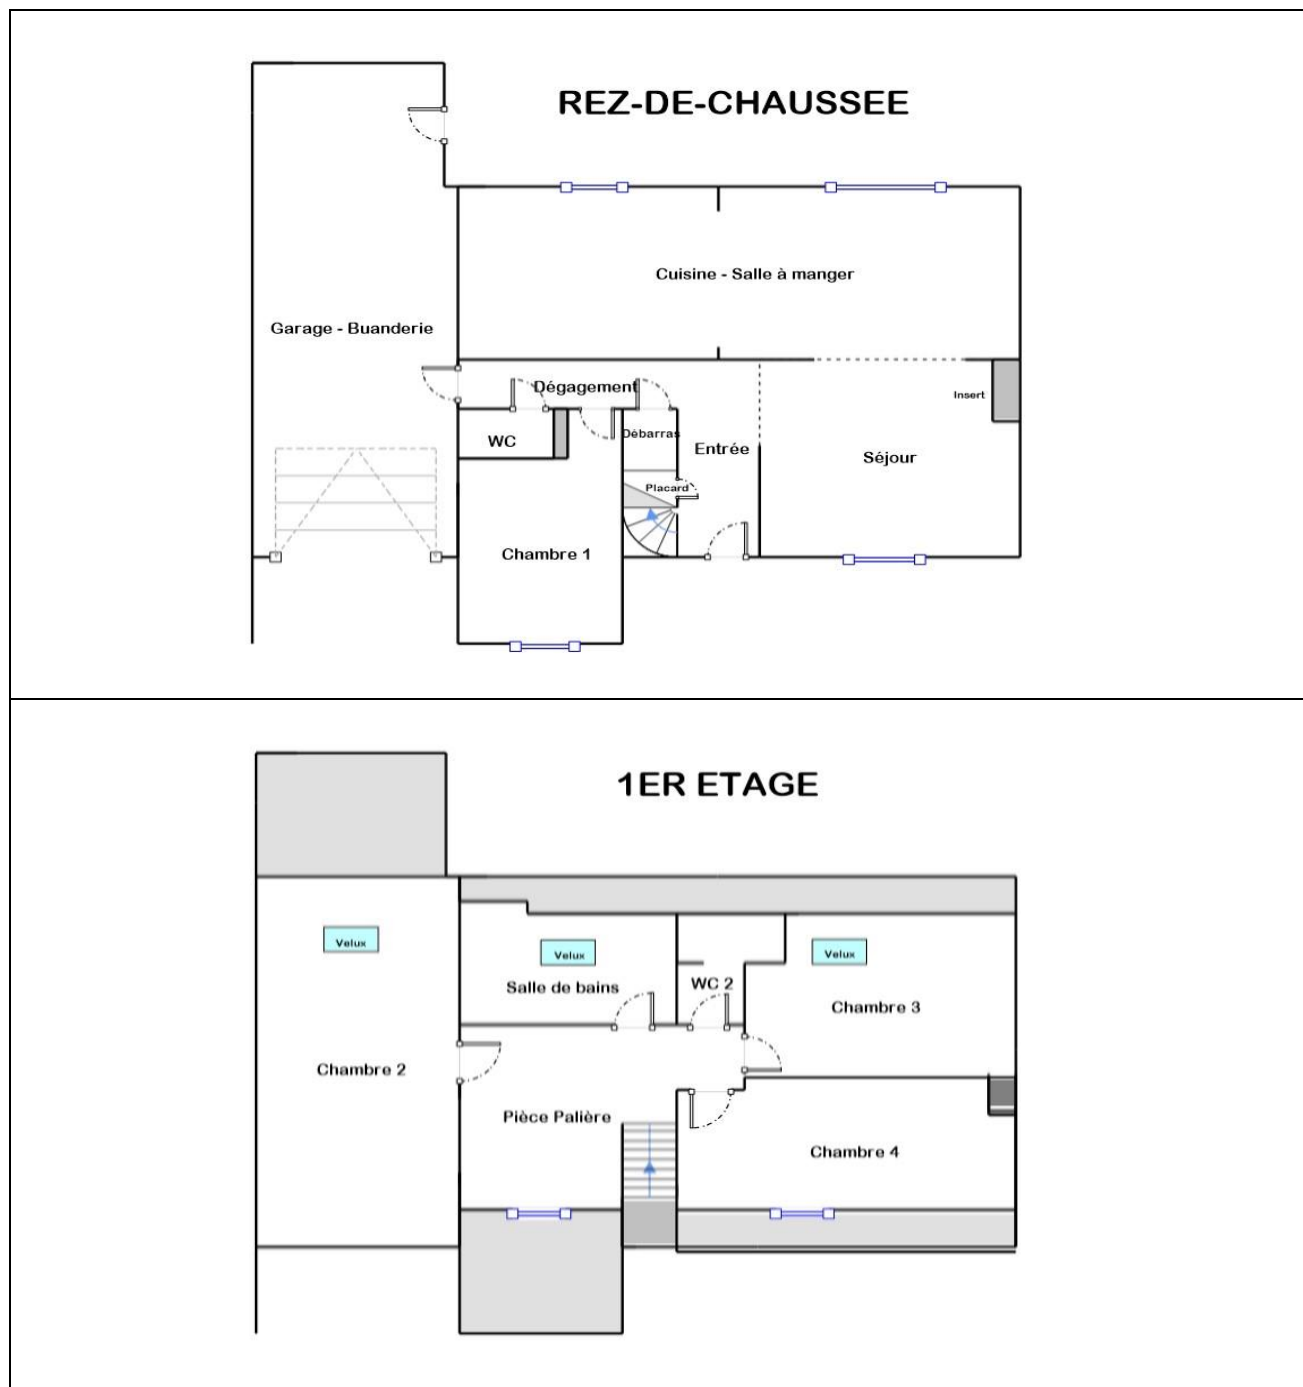 REZ-DE-CHAUSSEE
Cuisine - Salle à manger
Garage - Buanderie
Dégagement
Insert
WC
Débarras
Entrée
Séjour
Placard
Chambre 1
1ER ETAGE
Velux
Velux
Velux
Salle de bains
WC 2
Chambre 3
Chambre 2
Pièce Palière
Chambre 4